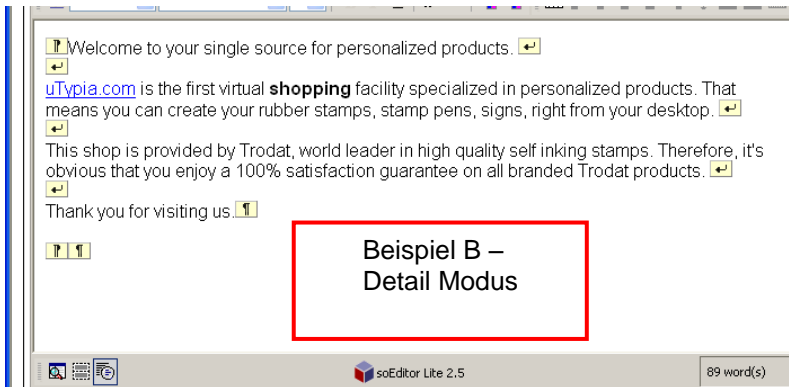 Welcome to your single source for personalized products. ↵
↵
uTypia.com is the first virtual shopping facility specialized in personalized products. That
means you can create your rubber stamps, stamp pens, signs, right from your desktop. ↵
↵
This shop is provided by Trodat, world leader in high quality self inking stamps. Therefore, it's
obvious that you enjoy a 100% satisfaction guarantee on all branded Trodat products. ↵
↵
Thank you for visiting us.¶
¶
Beispiel B –
Detail Modus
soEditor Lite 2.5
89 word(s)